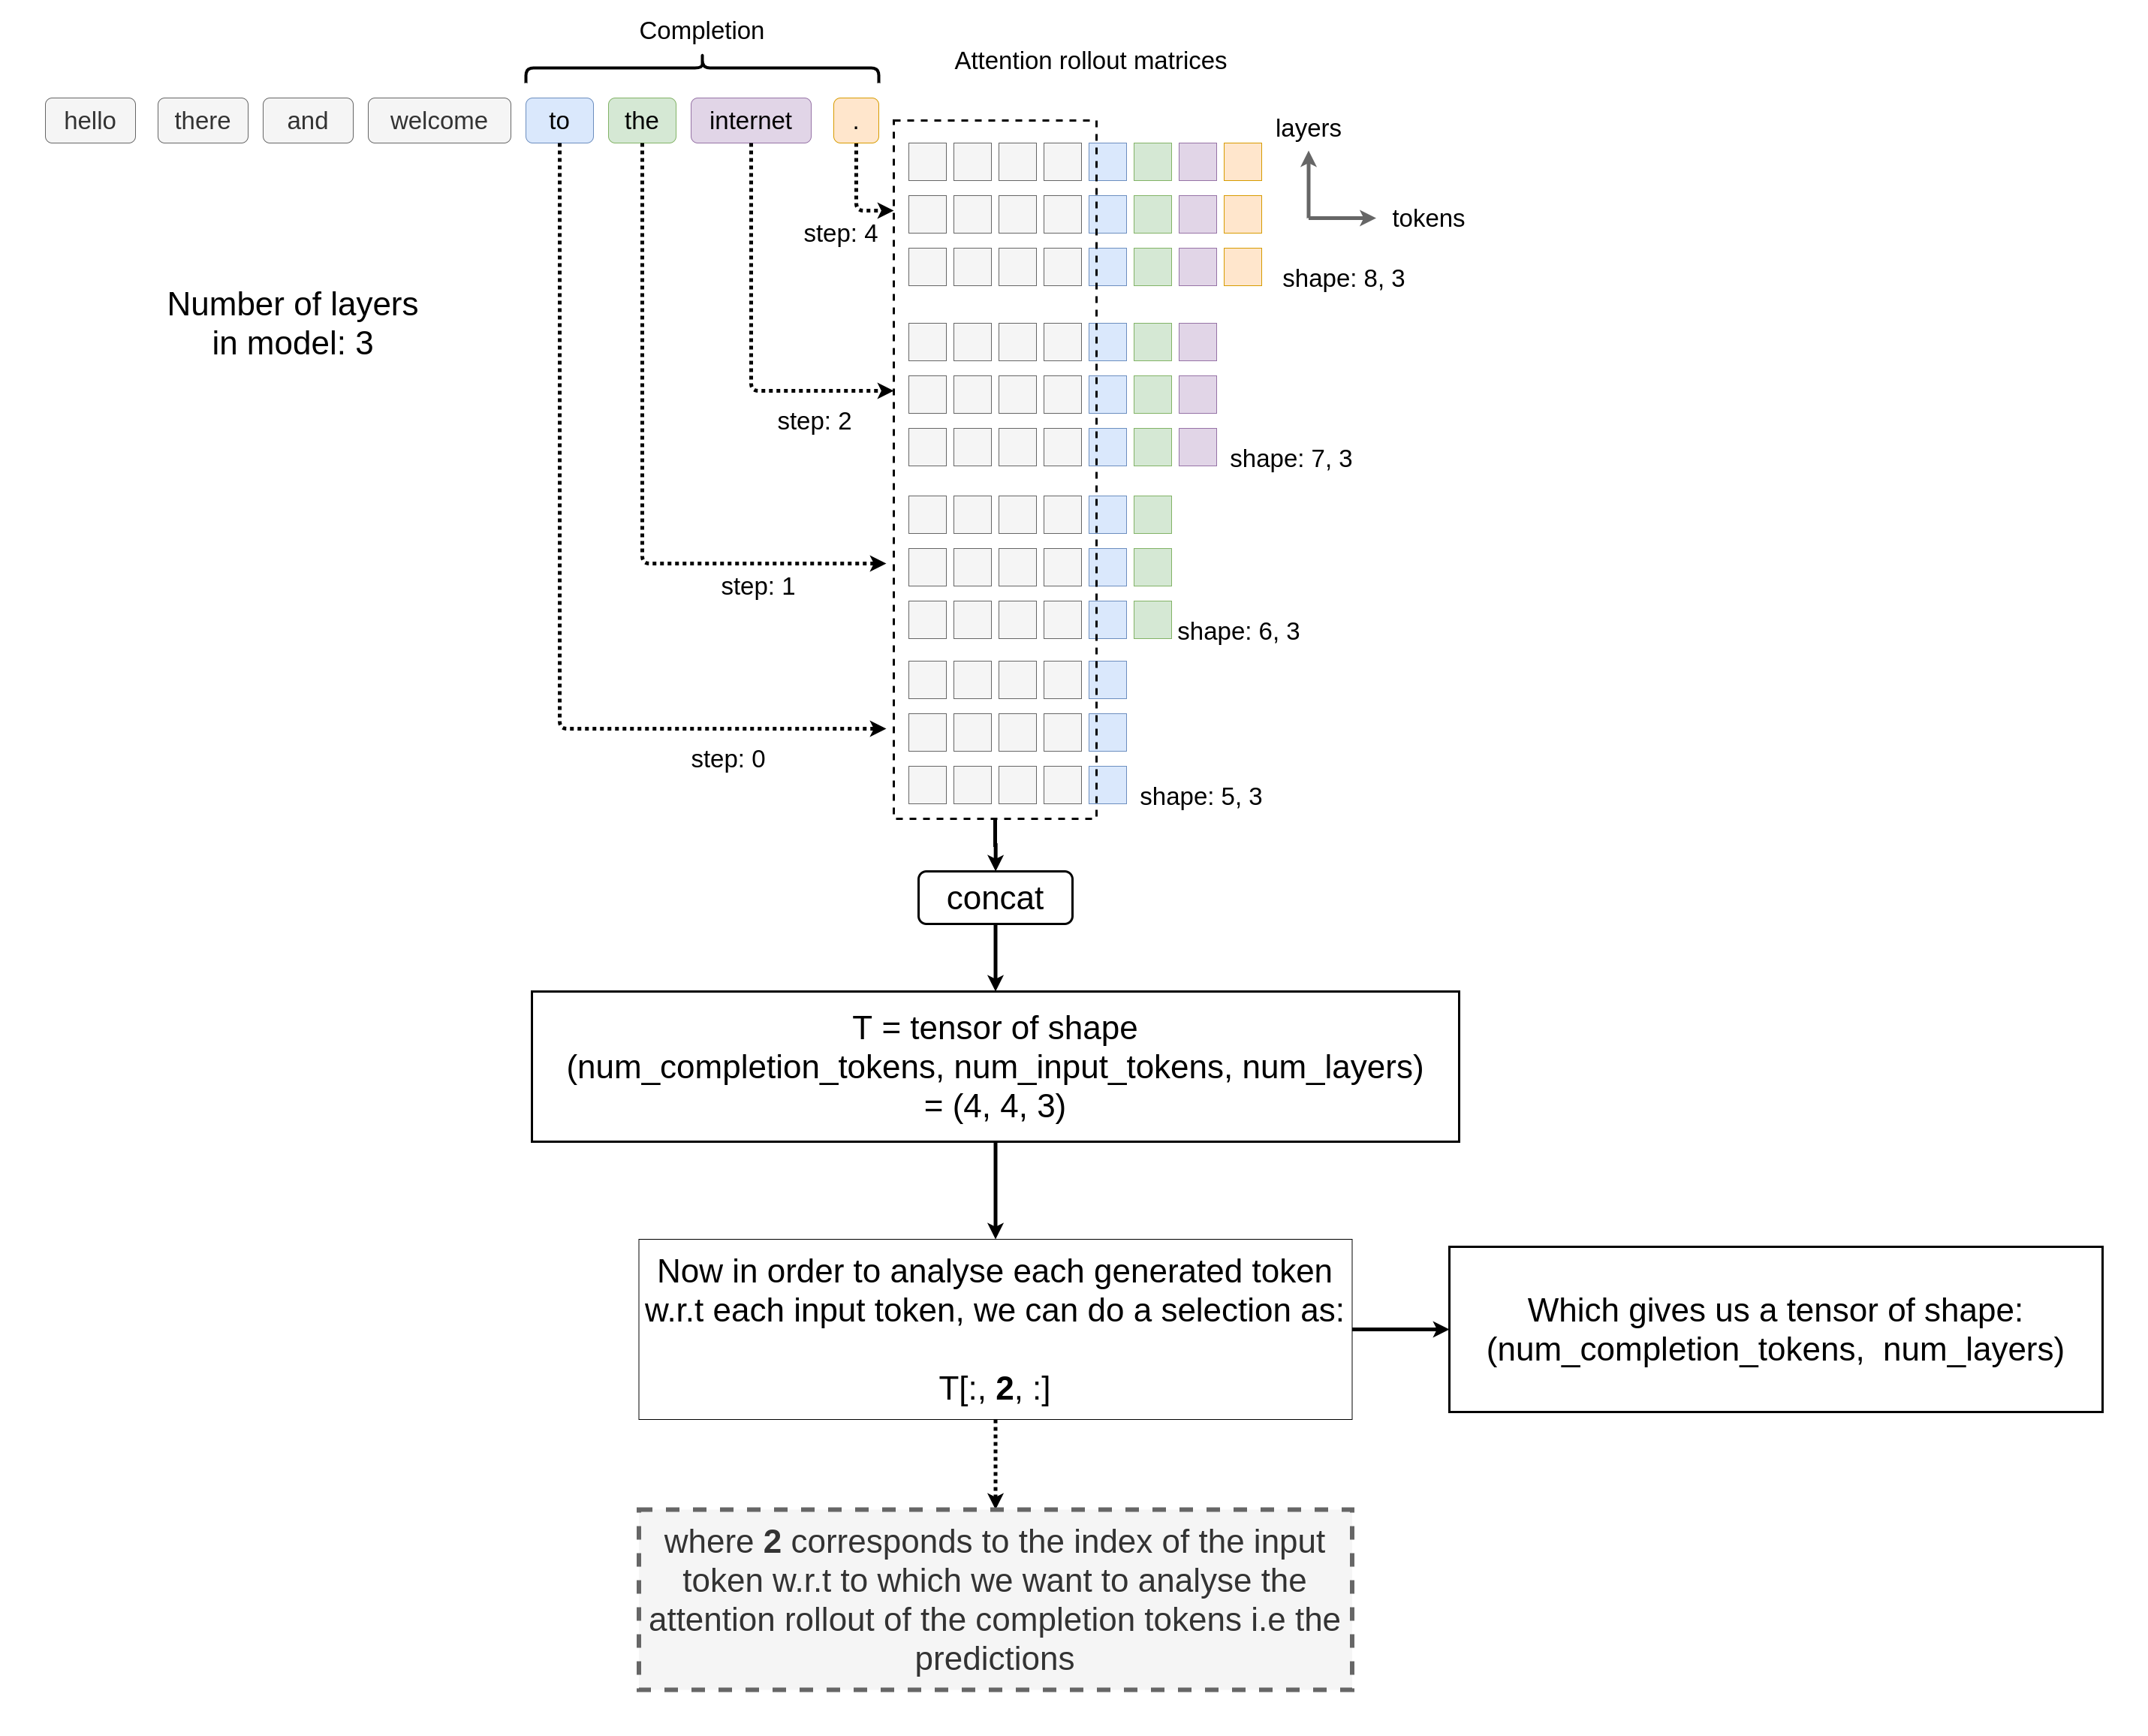 Completion
Attention rollout matrices
hello there and welcome to the internet .
layers
tokens
step: 4
shape: 8, 3
Number of layers
in model: 3
step: 2
shape: 7, 3
step: 1
shape: 6, 3
step: 0
shape: 5, 3
concat
T = tensor of shape
(num_completion_tokens, num_input_tokens, num_layers)
= (4, 4, 3)
Now in order to analyse each generated token
w.r.t each input token, we can do a selection as:
T[:, 2, :]
Which gives us a tensor of shape:
(num_completion_tokens, num_layers)
where 2 corresponds to the index of the input
token w.r.t to which we want to analyse the
attention rollout of the completion tokens i.e the
predictions